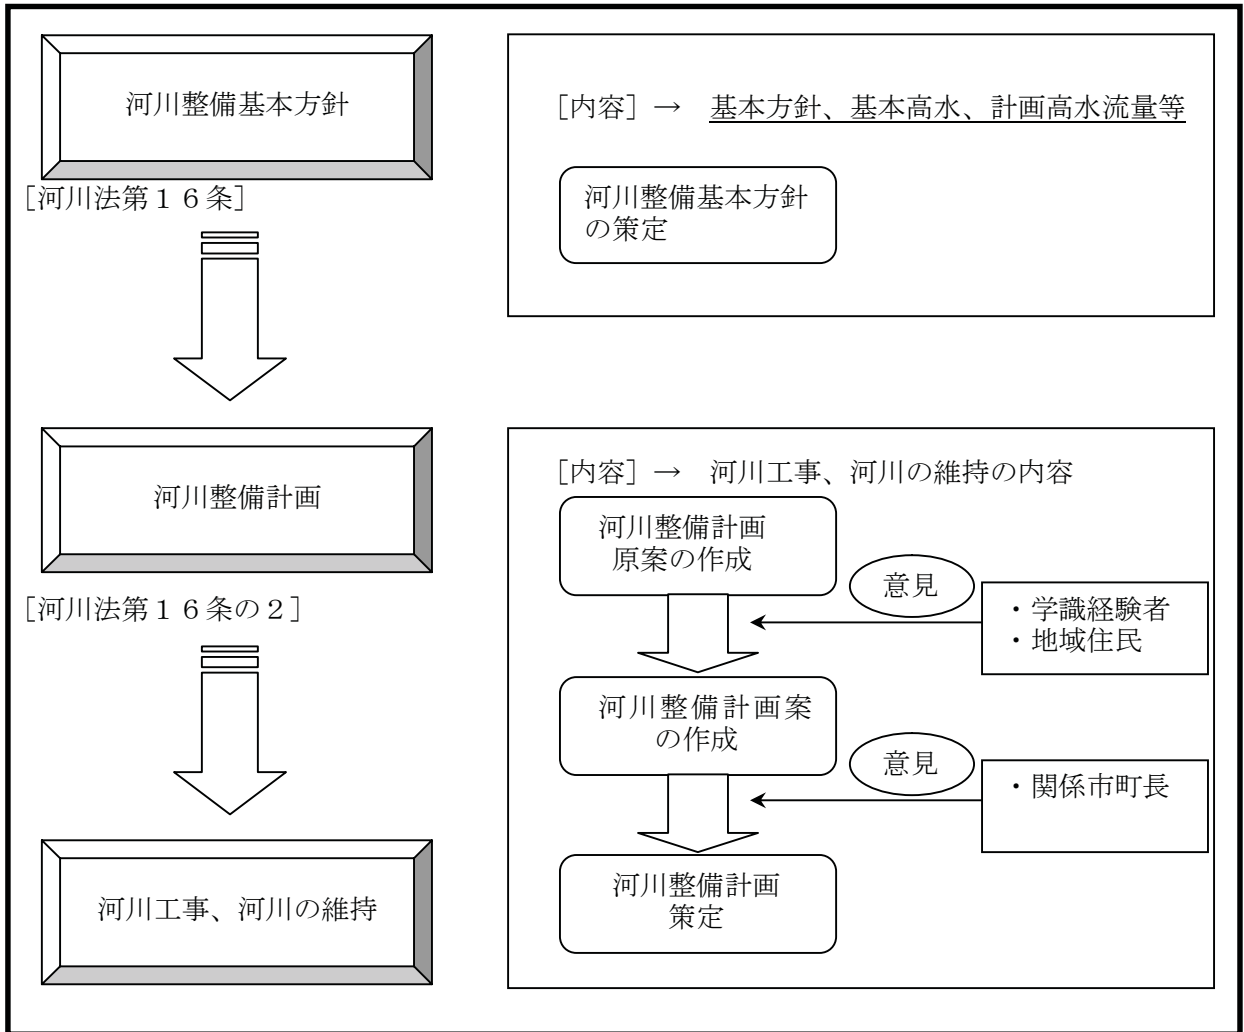 河川整備基本方針
［河川法第１６条］
［内容］→ 基本方針、基本高水、計画高水流量等
河川整備基本方針
の策定
河川整備計画
［河川法第１６条の２］
［内容］→ 河川工事、河川の維持の内容
河川整備計画
原案の作成
意見
・学識経験者
・地域住民
河川整備計画案
の作成
意見
・関係市町長
河川整備計画
策定
河川工事、河川の維持